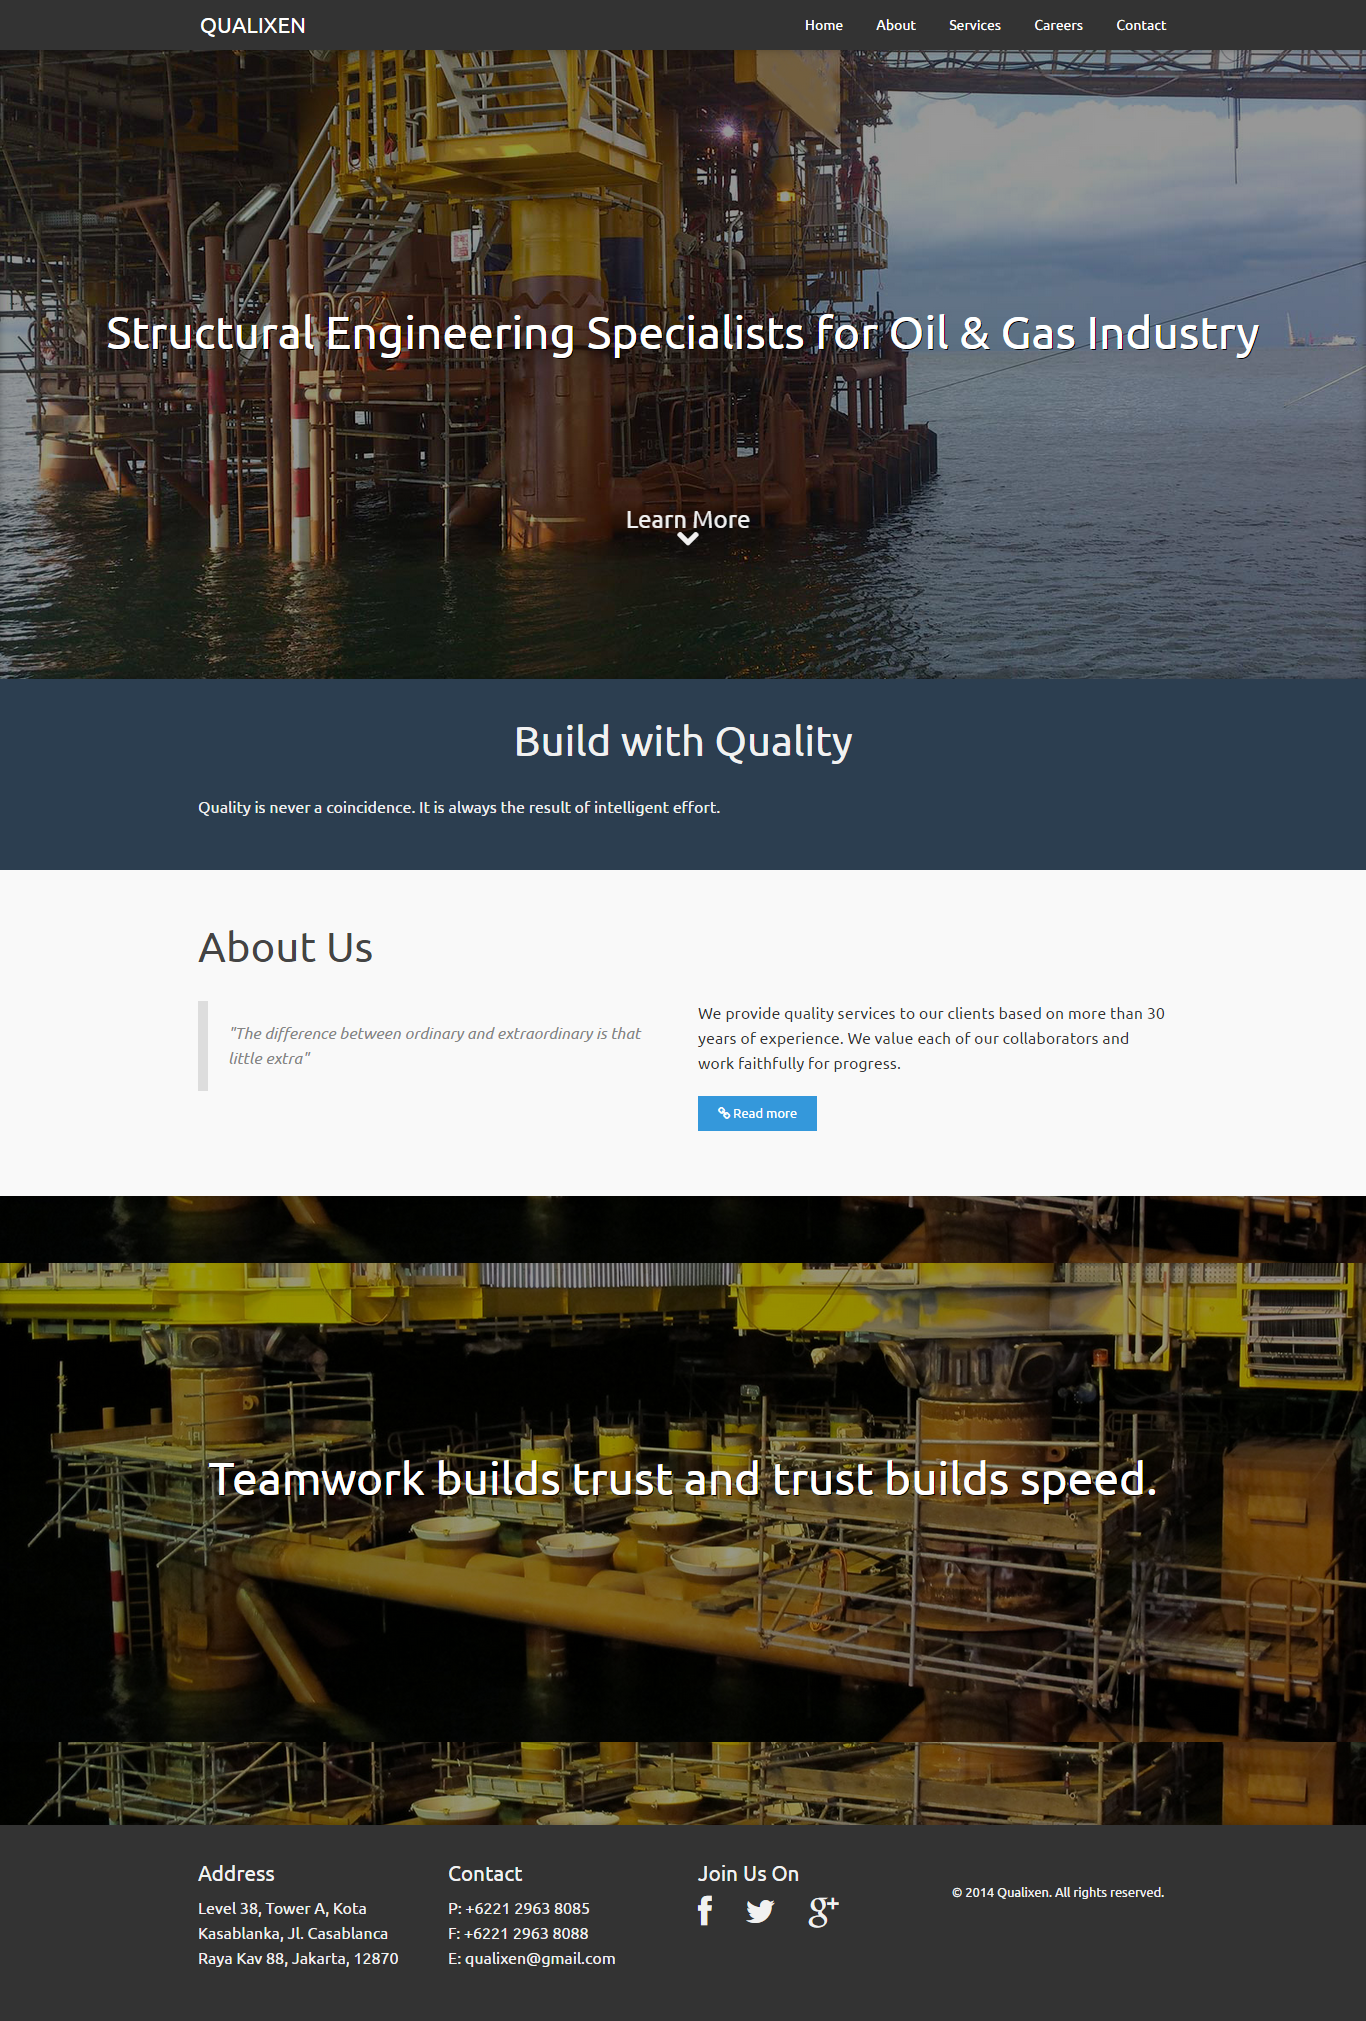 QUALIXEN
Home About Services Careers Contact
Structural Engineering Specialists for Oil & Gas Industry
Learn More
Build with Quality
Quality is never a coincidence. It is always the result of intelligent effort.
About Us
"The difference between ordinary and extraordinary is that
little extra"
We provide quality services to our clients based on more than 30
years of experience. We value each of our collaborators and
work faithfully for progress.
Read more
Teamwork builds trust and trust builds speed.
Address
Level 38, Tower A, Kota
Kasablanka, Jl. Casablanca
Raya Kav 88, Jakarta, 12870
Contact
P: +6221 2963 8085
F: +6221 2963 8088
E: qualixen@gmail.com
Join Us On
© 2014 Qualixen. All rights reserved.